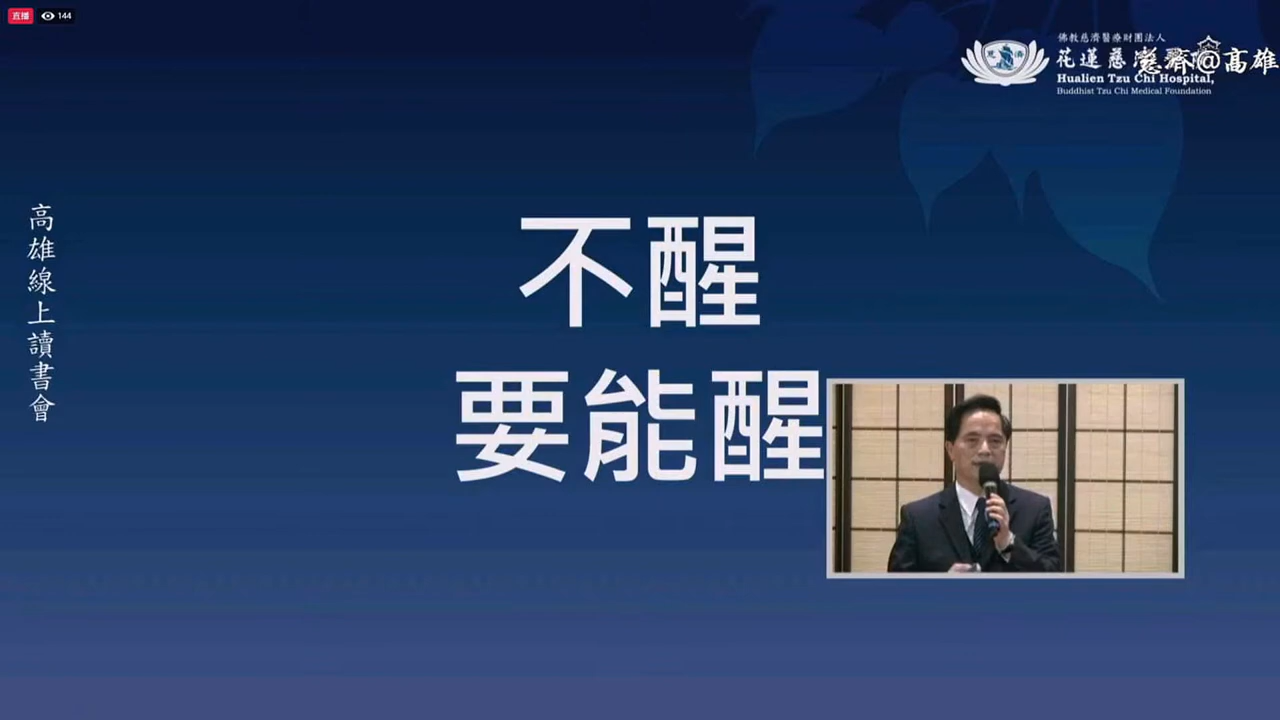 直播 144
佛教慈濟醫療財團法人
花蓮慈濟
慈濟@高雄
Hualien Tzu Chi Hospital,
Buddhist Tzu Chi Medical Foundation
高雄線上讀書會
不醒
要能醒